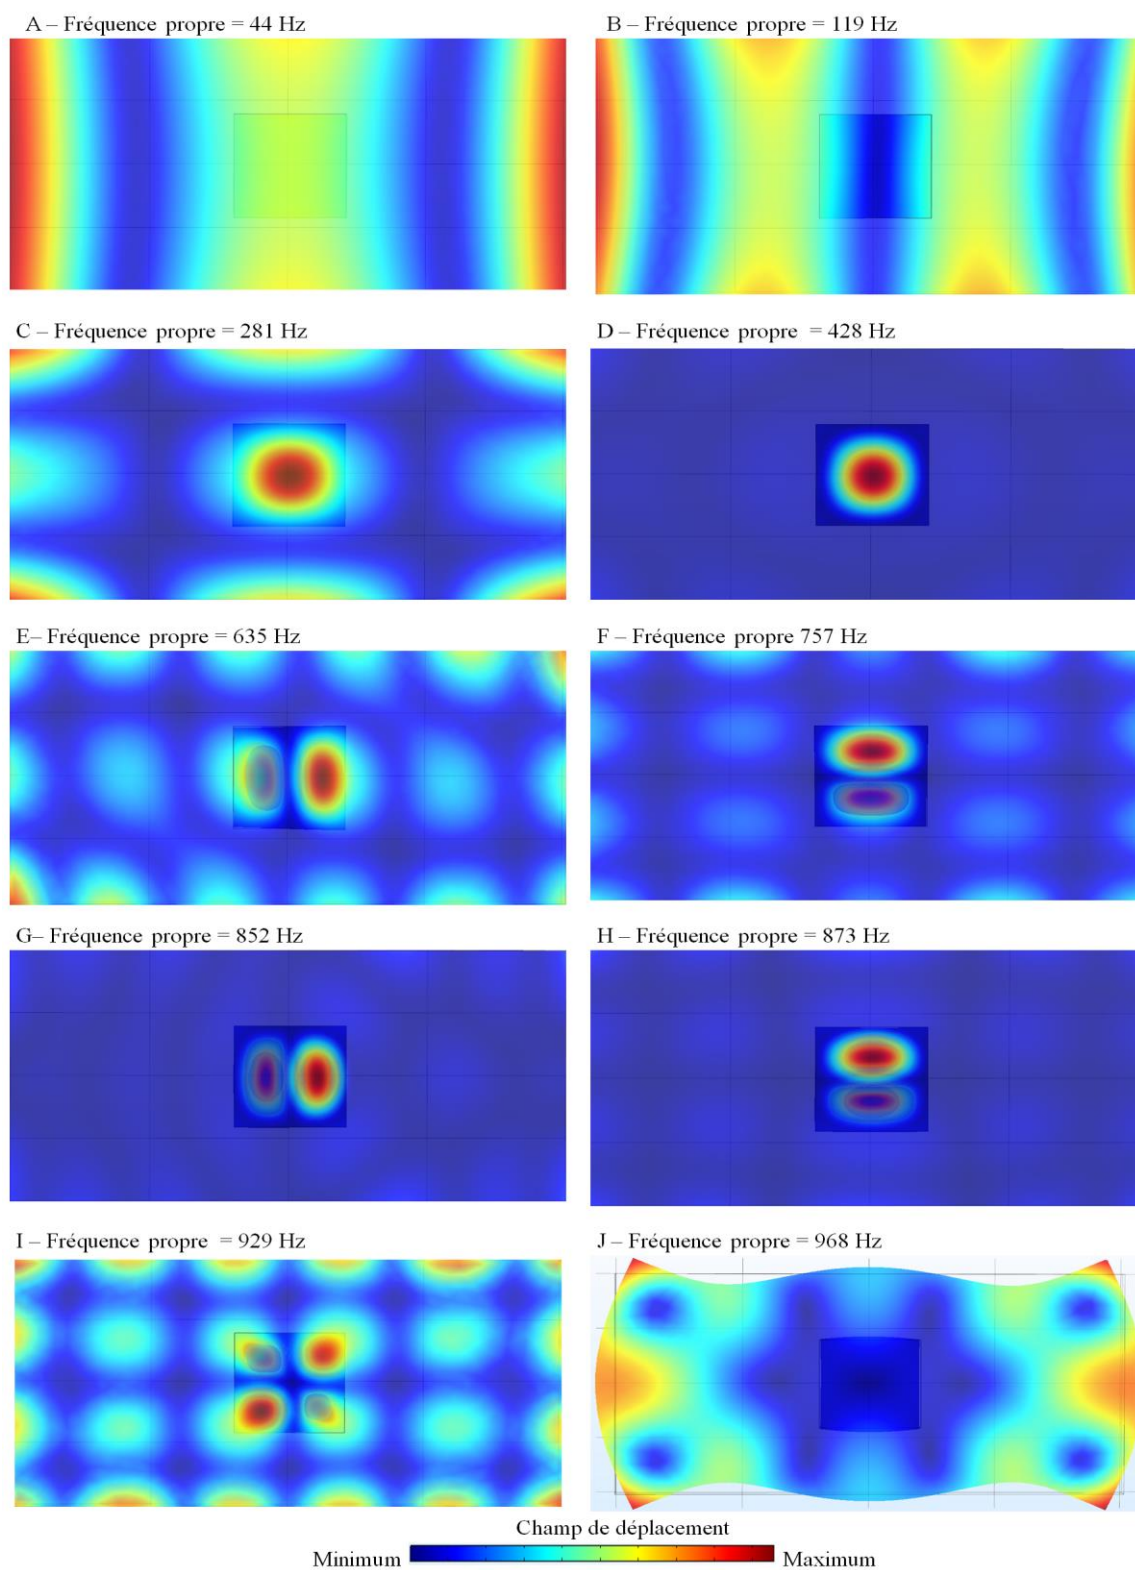 A – Fréquence propre = 44 Hz
B – Fréquence propre = 119 Hz
C – Fréquence propre = 281 Hz
D – Fréquence propre = 428 Hz
E– Fréquence propre = 635 Hz
F – Fréquence propre 757 Hz
G– Fréquence propre = 852 Hz
H – Fréquence propre = 873 Hz
I – Fréquence propre = 929 Hz
J – Fréquence propre = 968 Hz
Champ de déplacement
Minimum Maximum